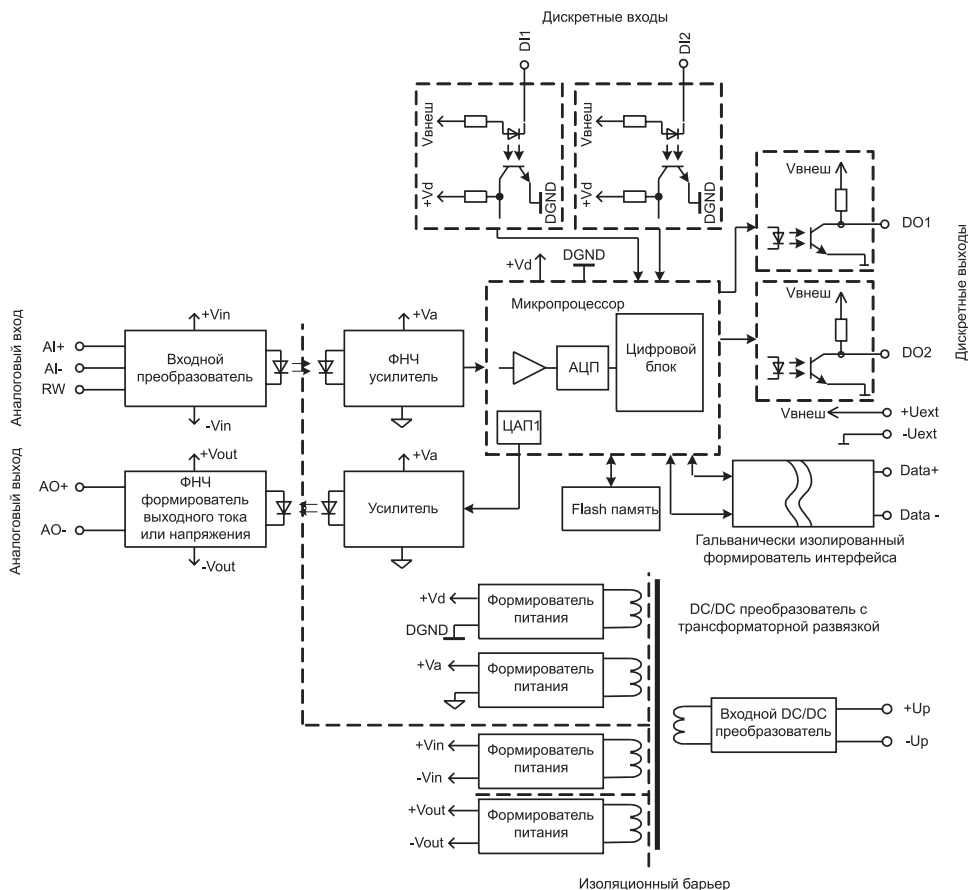 Дискретные входы
DI1
DI2
Vвнеш
+Vd
DGND
Vвнеш
+Vd
DGND
Vвнеш
DO1
Vвнеш
DO2
Дискретные выходы
Vвнеш
+Uext
-Uext
+Vd
DGND
Микропроцессор
АЦП
Цифровой
блок
ЦАП1
Аналоговый вход
AI+
AI-
RW
+Vin
Входной
преобразователь
-Vin
+Va
ФНЧ
усилитель
Аналоговый выход
AO+
AO-
+Vout
ФНЧ
формирователь
выходного тока
или напряжения
-Vout
+Va
Усилитель
Flash память
Data+
Data -
Гальванически изолированный
формирователь интерфейса
+Vd
DGND
Формирователь
питания
DC/DC преобразователь с
трансформаторной развязкой
+Va
Формирователь
питания
Входной DC/DC
преобразователь
+Up
-Up
+Vin
-Vin
Формирователь
питания
+Vout
-Vout
Формирователь
питания
Изоляционный барьер